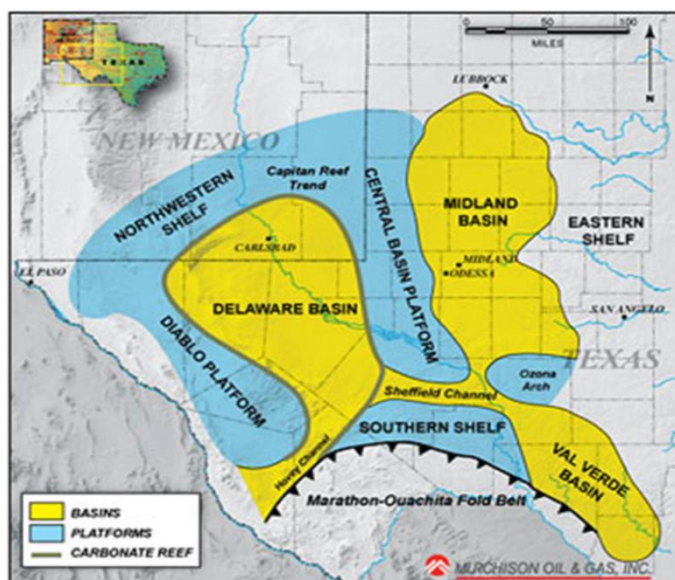 TEXAS
0
50
100
MILES
LUBBOCK
N
NEW MEXICO
Capitan Reef
Trend
NORTHWESTERN
SHELF
CENTRAL BASIN PLATFORM
MIDLAND
BASIN
EASTERN
SHELF
CARLSBAD
MIDLAND
ODESSA
EL PASO
DELAWARE BASIN
SAN ANGELO
DIABLO PLATFORM
TEXAS
Ozona
Arch
Sheffield Channel
SOUTHERN SHELF
Hovey Channel
VAL VERDE
BASIN
Marathon-Ouachita Fold Belt
BASINS
PLATFORMS
CARBONATE REEF
MURCHISON OIL & GAS, INC.